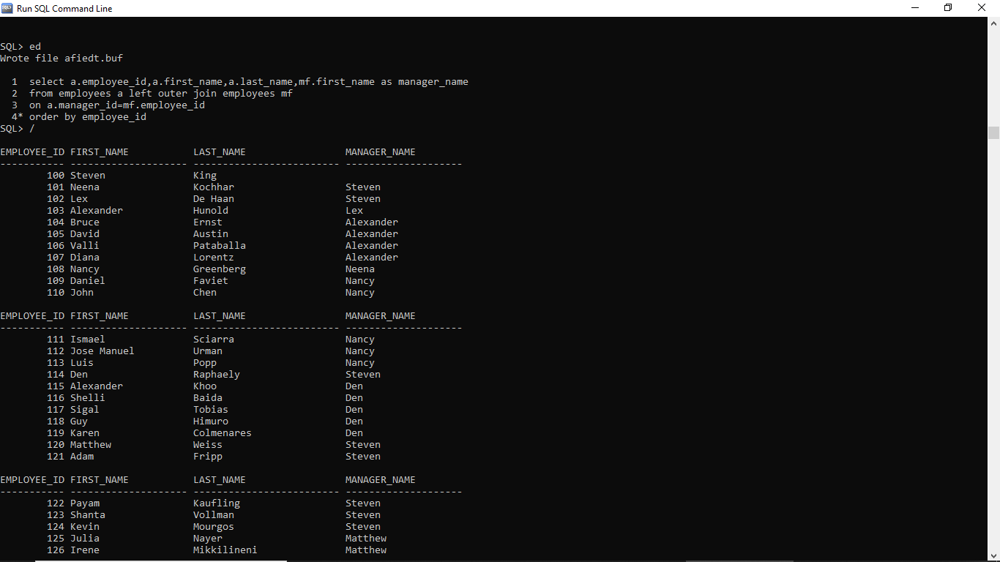 Run SQL Command Line
SQL> ed
Wrote file afiedt.buf
  1  select a.employee_id,a.first_name,a.last_name,mf.first_name as manager_name
  2  from employees a left outer join employees mf
  3  on a.manager_id=mf.employee_id
  4* order by employee_id
SQL> /
EMPLOYEE_ID FIRST_NAME           LAST_NAME                 MANAGER_NAME
----------- -------------------- ------------------------- --------------------
        100 Steven               King
        101 Neena                Kochhar                   Steven
        102 Lex                  De Haan                   Steven
        103 Alexander            Hunold                    Lex
        104 Bruce                Ernst                     Alexander
        105 David                Austin                    Alexander
        106 Valli                Pataballa                 Alexander
        107 Diana                Lorentz                   Alexander
        108 Nancy                Greenberg                 Neena
        109 Daniel               Faviet                    Nancy
        110 John                 Chen                      Nancy
EMPLOYEE_ID FIRST_NAME           LAST_NAME                 MANAGER_NAME
----------- -------------------- ------------------------- --------------------
        111 Ismael               Sciarra                   Nancy
        112 Jose Manuel          Urman                     Nancy
        113 Luis                 Popp                      Nancy
        114 Den                  Raphaely                  Steven
        115 Alexander            Khoo                      Den
        116 Shelli               Baida                     Den
        117 Sigal                Tobias                    Den
        118 Guy                  Himuro                    Den
        119 Karen                Colmenares                Den
        120 Matthew              Weiss                     Steven
        121 Adam                 Fripp                     Steven
EMPLOYEE_ID FIRST_NAME           LAST_NAME                 MANAGER_NAME
----------- -------------------- ------------------------- --------------------
        122 Payam                Kaufling                  Steven
        123 Shanta               Vollman                   Steven
        124 Kevin                Mourgos                   Steven
        125 Julia                Nayer                     Matthew
        126 Irene                Mikkilineni               Matthew